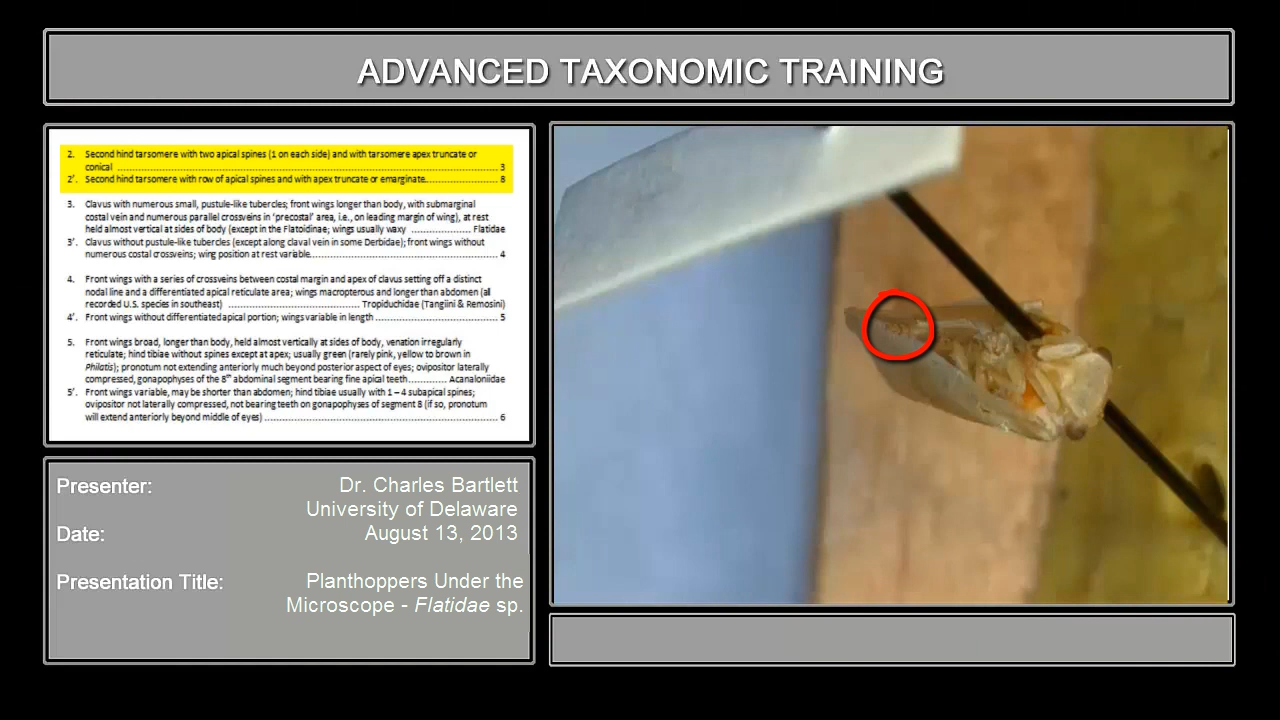 ADVANCED TAXONOMIC TRAINING
2. Second hind tarsomere with two apical spines (1 on each side) and with tarsomere apex truncate or
conical ........................................................................................................................ 3
2'. Second hind tarsomere with row of apical spines and with apex truncate or emarginate........................ 8
3. Clavus with numerous small, pustule-like tubercles; front wings longer than body, with submarginal
costal vein and numerous parallel crossveins in 'precostal' area, i.e., on leading margin of wing), at rest
held almost vertical at sides of body (except in the Flatoidinae; wings usually waxy .................... Flatidae
3'. Clavus without pustule-like tubercles (except along claval vein in some Derbidae); front wings without
numerous costal crossveins; wing position at rest variable................................................................ 4
4. Front wings with a series of crossveins between costal margin and apex of clavus setting off a distinct
nodal line and a differentiated apical reticulate area; wings macropterous and longer than abdomen (all
recorded U.S. species in southeast) ............................................ Tropiduchidae (Tangiini & Remosini)
4'. Front wings without differentiated apical portion; wings variable in length ......................................... 5
5. Front wings broad, longer than body, held almost vertically at sides of body, venation irregularly
reticulate; hind tibiae without spines except at apex; usually green (rarely pink, yellow to brown in
Philatis); pronotum not extending anteriorly much beyond posterior aspect of eyes; ovipositor laterally
compressed, gonapophyses of the 8th abdominal segment bearing fine apical teeth............. Acanaloniidae
5'. Front wings variable, may be shorter than abdomen; hind tibiae usually with 1 – 4 subapical spines;
ovipositor not laterally compressed, not bearing teeth on gonapophyses of segment 8 (if so, pronotum
will extend anteriorly beyond middle of eyes) ................................................................................ 6
Presenter: Dr. Charles Bartlett
University of Delaware
Date: August 13, 2013
Presentation Title: Planthoppers Under the
Microscope - Flatidae sp.